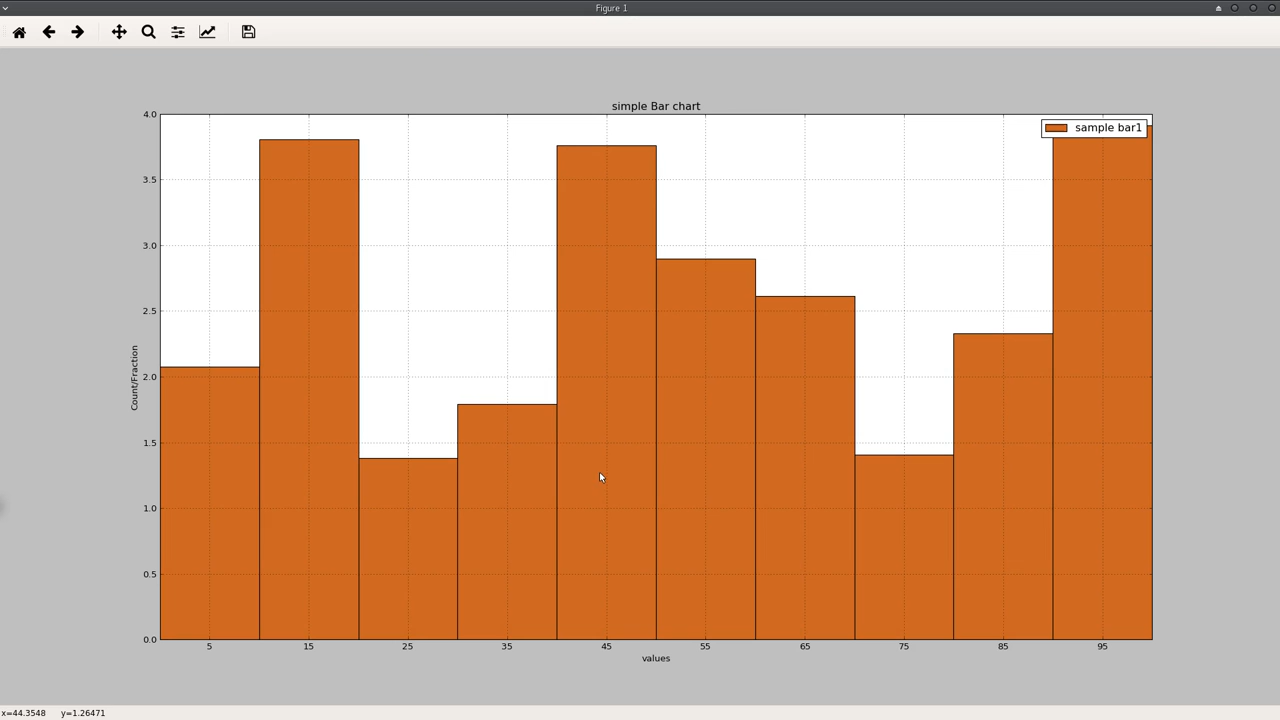 Figure 1
simple Bar chart
sample bar1
4.0
3.5
3.0
2.5
2.0
1.5
1.0
0.5
0.0
Count/Fraction
5 15 25 35 45 55 65 75 85 95
values
x=44.3548 y=1.26471